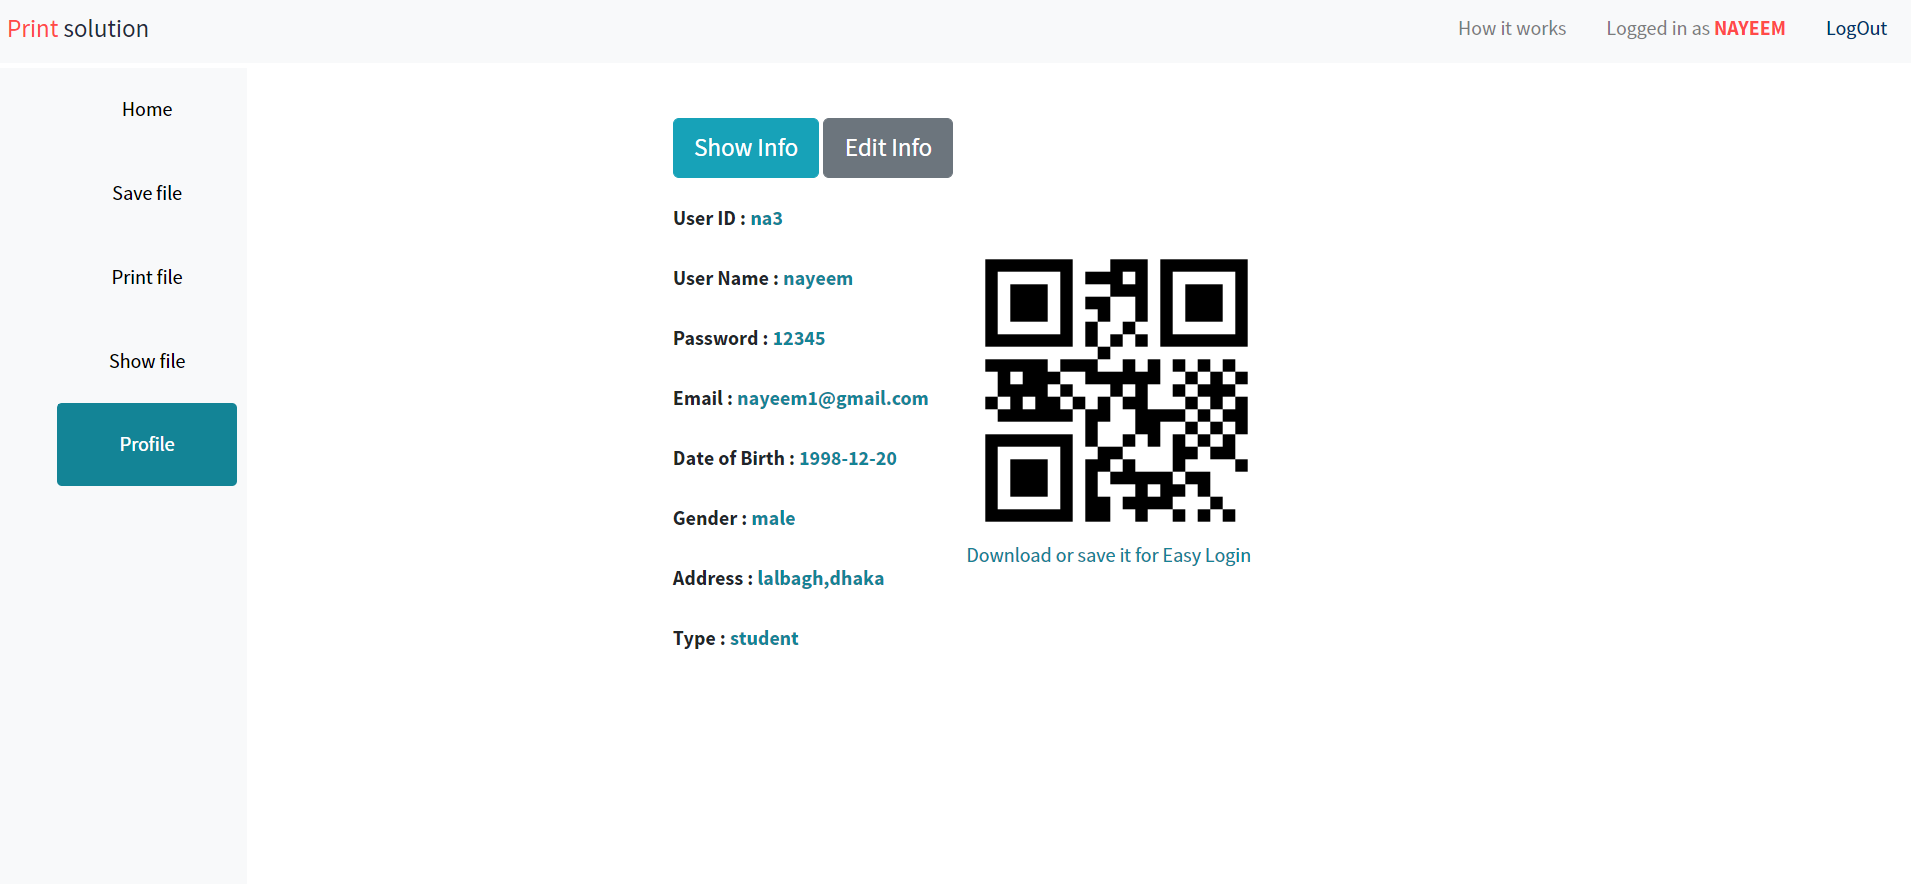 Print solution
How it works
Logged in as NAYEEM
LogOut
Home
Save file
Print file
Show file
Profile
Show Info
Edit Info
User ID : na3
User Name : nayeem
Password : 12345
Email : nayeem1@gmail.com
Date of Birth : 1998-12-20
Gender : male
Address : lalbagh,dhaka
Type : student
Download or save it for Easy Login